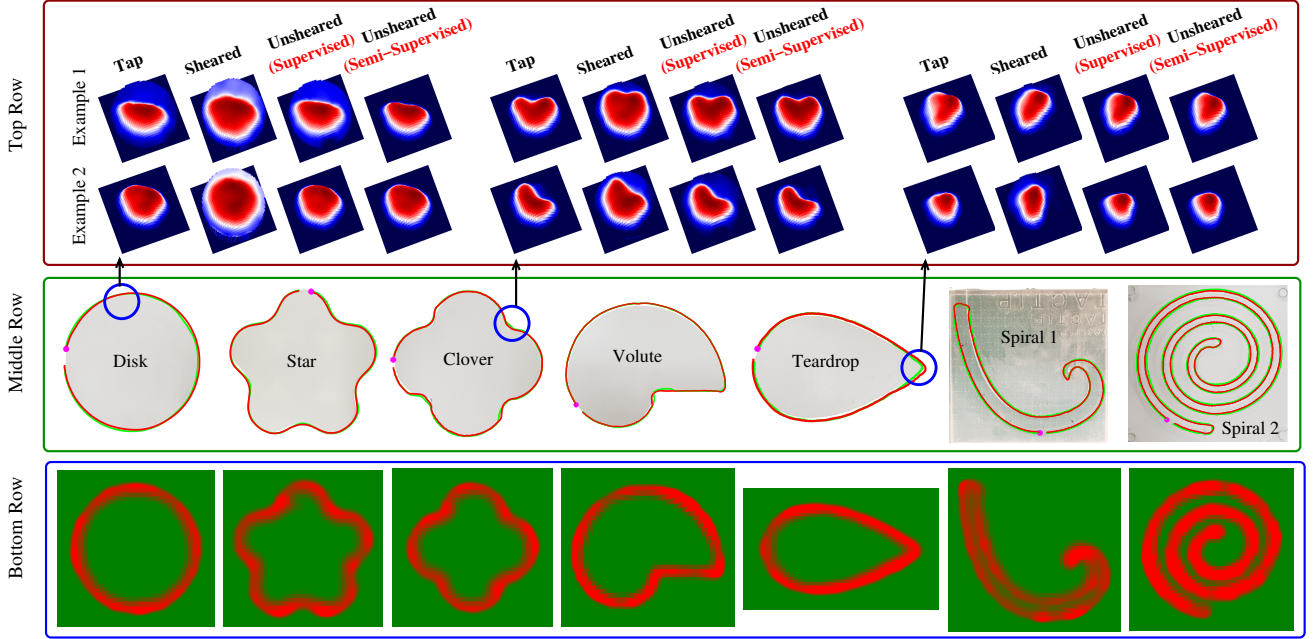 Top Row
Example 1
Example 2
Tap
Sheared
Unsheared
(Supervised)
Unsheared
(Semi-Supervised)
Tap
Sheared
Unsheared
(Supervised)
Unsheared
(Semi-Supervised)
Tap
Sheared
Unsheared
(Supervised)
Unsheared
(Semi-Supervised)
Middle Row
Disk
Star
Clover
Volute
Teardrop
TACTIP
Spiral 1
Spiral 2
Bottom Row